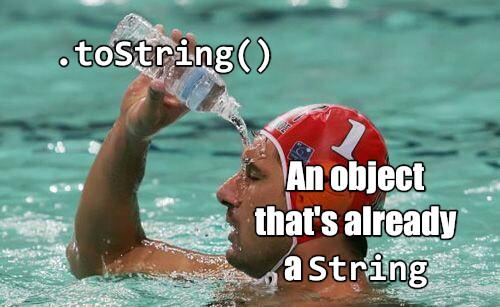 .toString()
1
An object
that's already
a String